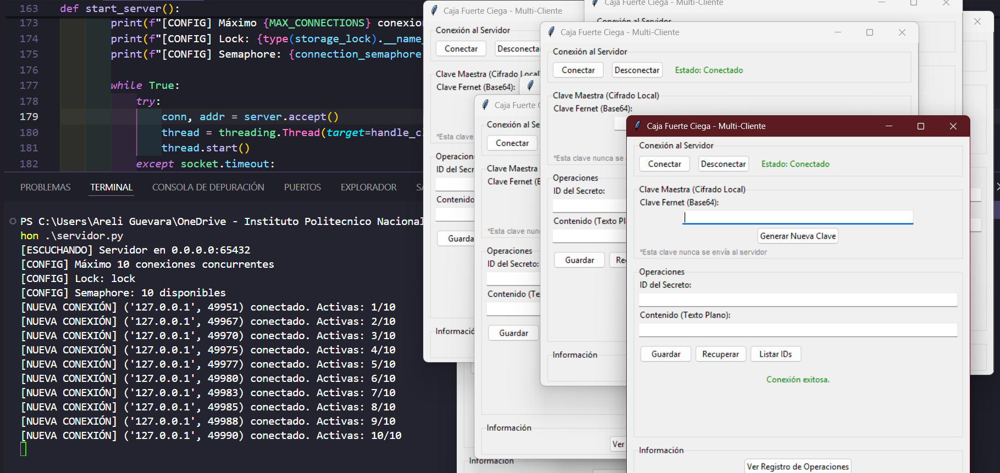 163 def start_server():
173 print(f"[CONFIG] Máximo {MAX_CONNECTIONS} conexion
174 print(f"[CONFIG] Lock: {type(storage_lock).__name_
175 print(f"[CONFIG] Semaphore: {connection_semaphore
176
177 while True:
178 try:
179 conn, addr = server.accept()
180 thread = threading.Thread(target=handle_c
181 thread.start()
182 except socket.timeout:
PROBLEMAS TERMINAL CONSOLA DE DEPURACIÓN PUERTOS EXPLORADOR
PS C:\Users\Areli Guevara\OneDrive - Instituto Politecnico Nacional
hon .\servidor.py
[ESCUCHANDO] Servidor en 0.0.0.0:65432
[CONFIG] Máximo 10 conexiones concurrentes
[CONFIG] Lock: lock
[CONFIG] Semaphore: 10 disponibles
[NUEVA CONEXIÓN] ('127.0.0.1', 49951) conectado. Activas: 1/10
[NUEVA CONEXIÓN] ('127.0.0.1', 49967) conectado. Activas: 2/10
[NUEVA CONEXIÓN] ('127.0.0.1', 49970) conectado. Activas: 3/10
[NUEVA CONEXIÓN] ('127.0.0.1', 49975) conectado. Activas: 4/10
[NUEVA CONEXIÓN] ('127.0.0.1', 49977) conectado. Activas: 5/10
[NUEVA CONEXIÓN] ('127.0.0.1', 49980) conectado. Activas: 6/10
[NUEVA CONEXIÓN] ('127.0.0.1', 49983) conectado. Activas: 7/10
[NUEVA CONEXIÓN] ('127.0.0.1', 49985) conectado. Activas: 8/10
[NUEVA CONEXIÓN] ('127.0.0.1', 49988) conectado. Activas: 9/10
[NUEVA CONEXIÓN] ('127.0.0.1', 49990) conectado. Activas: 10/10
Caja Fuerte Ciega - Multi-Cliente
Conexión al Servidor
Conectar Desconecta
Clave Maestra (Cifrado Local)
Clave Fernet (Base64):
*Esta clave
Operacione
ID del Secr
Contenido
Guarda
Informació
Caja Fuerte C
Conexión al Se
Conectar
Clave Maestra
Clave Fernet (B
*Esta clave nun
Operaciones
ID del Secreto:
Contenido (Te
Guardar
Información
Ver
Información
Caja Fuerte Ciega - Multi-Cliente
Conexión al Servidor
Caja Fuerte Ciega - Multi-Cliente
Conexión al Servidor
Conectar Desconectar Estado: Conectado
Clave Maestra (Cifrado Local)
Clave Fernet (Base64):
*Esta clave nunca se
Operaciones
ID del Secreto:
Contenido (Texto Pl
Guardar Re
Información
Caja Fuerte Ciega - Multi-Cliente
Conexión al Servidor
Conectar Desconectar Estado: Conectado
Clave Maestra (Cifrado Local)
Clave Fernet (Base64):
Generar Nueva Clave
*Esta clave nunca se envía al servidor
Operaciones
ID del Secreto:
Contenido (Texto Plano):
Guardar Recuperar Listar IDs
Conexión exitosa.
Información
Ver Registro de Operaciones